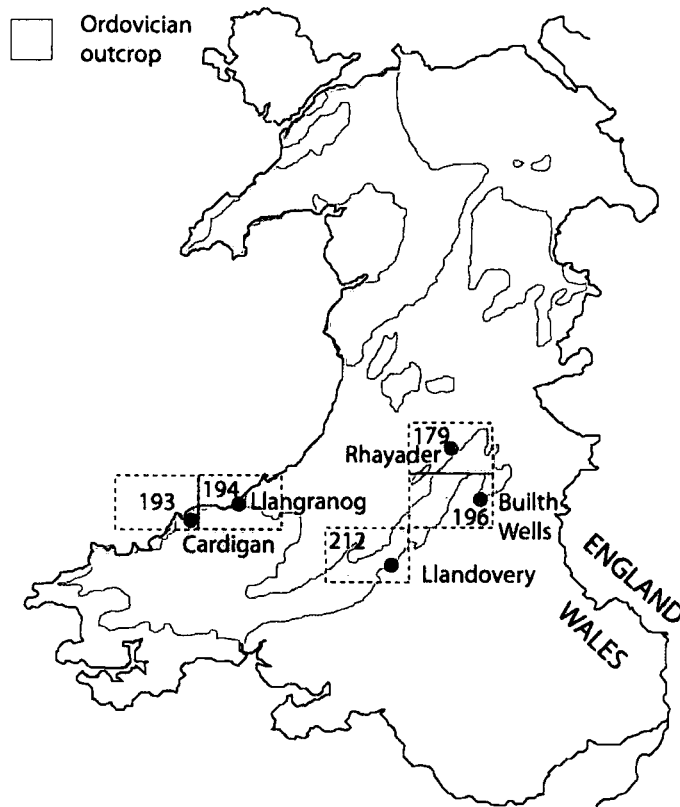 Ordovician
outcrop
179
Rhayader
193
194
Llangranog
Cardigan
196
Builth
Wells
212
Llandovery
ENGLAND
WALES